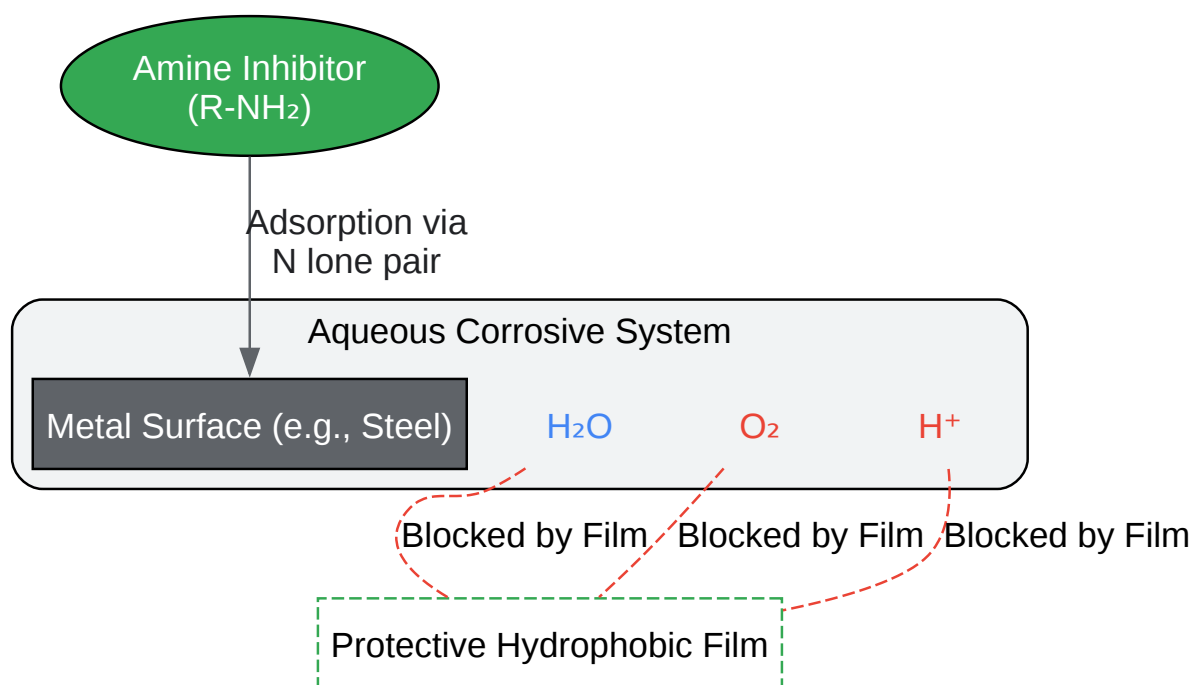 Amine Inhibitor
(R-NH₂)
Adsorption via
N lone pair
Aqueous Corrosive System
Metal Surface (e.g., Steel)
H₂O
O₂
H⁺
Blocked by Film
Blocked by Film
Blocked by Film
Protective Hydrophobic Film